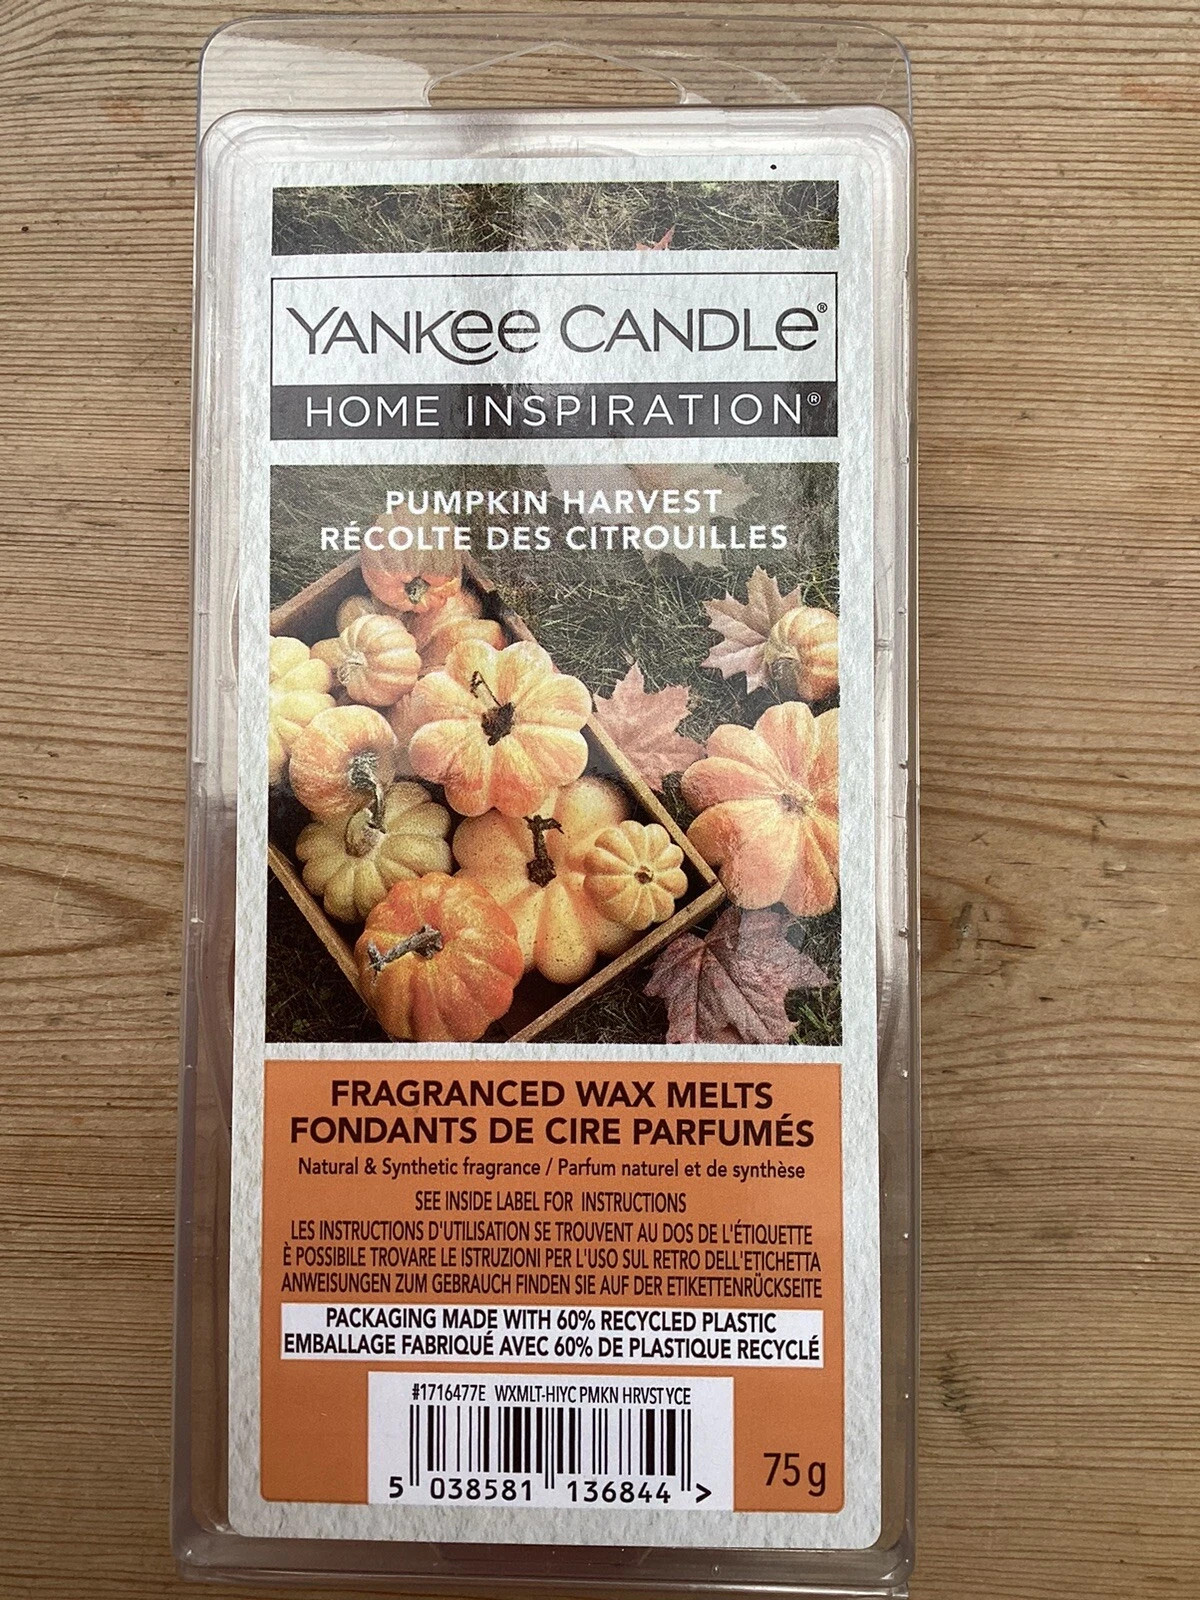 YANKEE CANDLE®
HOME INSPIRATION®
PUMPKIN HARVEST
RÉCOLTE DES CITROUILLES
FRAGRANCED WAX MELTS
FONDANTS DE CIRE PARFUMÉS
Natural & Synthetic fragrance / Parfum naturel et de synthèse
SEE INSIDE LABEL FOR INSTRUCTIONS
LES INSTRUCTIONS D'UTILISATION SE TROUVENT AU DOS DE L'ÉTIQUETTE
È POSSIBILE TROVARE LE ISTRUZIONI PER L'USO SUL RETRO DELL'ETICHETTA
ANWEISUNGEN ZUM GEBRAUCH FINDEN SIE AUF DER ETIKETTENRÜCKSEITE
PACKAGING MADE WITH 60% RECYCLED PLASTIC
EMBALLAGE FABRIQUÉ AVEC 60% DE PLASTIQUE RECYCLÉ
#1716477E WXMLT-HIYC PMKN HRVST YCE
5 038581 136844 >
75 g